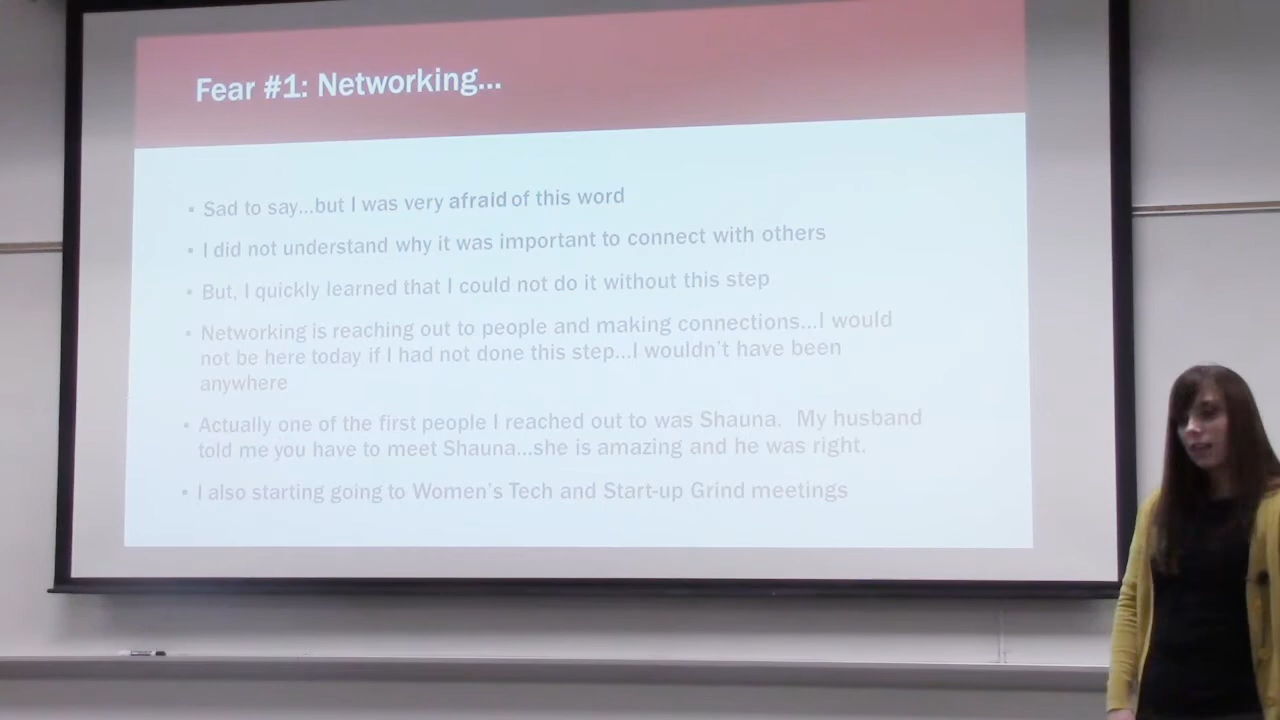 Fear #1: Networking...
▪ Sad to say...but I was very afraid of this word
▪ I did not understand why it was important to connect with others
▪ But, I quickly learned that I could not do it without this step
▪ Networking is reaching out to people and making connections...I would
not be here today if I had not done this step...I wouldn't have been
anywhere
▪ Actually one of the first people I reached out to was Shauna. My husband
told me you have to meet Shauna...she is amazing and he was right.
▪ I also starting going to Women's Tech and Start-up Grind meetings